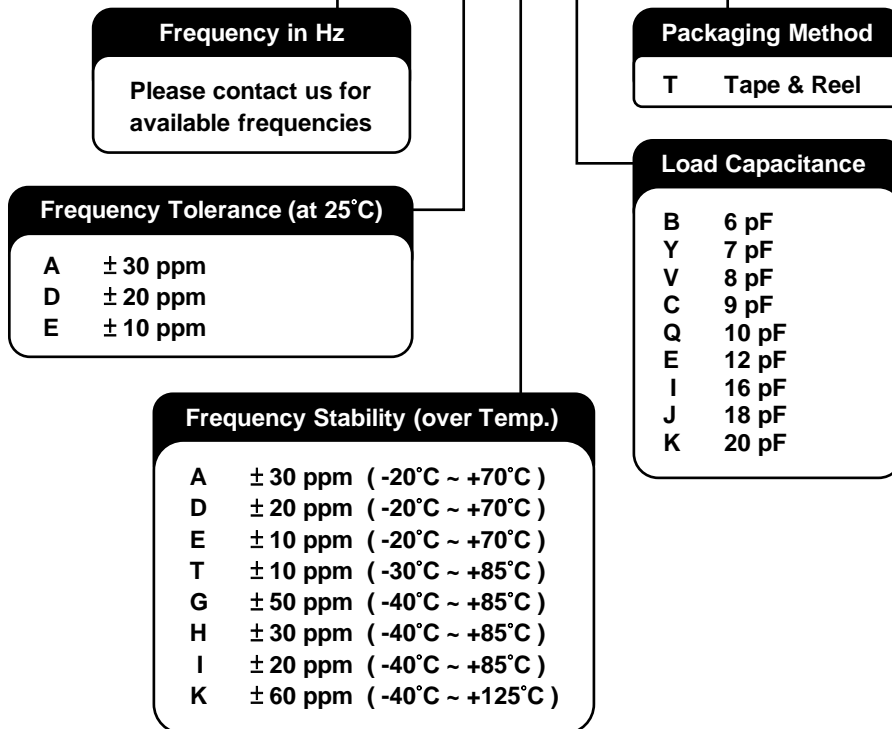 Frequency in Hz
Please contact us for
available frequencies
Packaging Method
T Tape & Reel
Load Capacitance
B 6 pF
Y 7 pF
V 8 pF
C 9 pF
Q 10 pF
E 12 pF
I 16 pF
J 18 pF
K 20 pF
Frequency Tolerance (at 25˚C)
A ± 30 ppm
D ± 20 ppm
E ± 10 ppm
Frequency Stability (over Temp.)
A ± 30 ppm ( -20˚C ~ +70˚C )
D ± 20 ppm ( -20˚C ~ +70˚C )
E ± 10 ppm ( -20˚C ~ +70˚C )
T ± 10 ppm ( -30˚C ~ +85˚C )
G ± 50 ppm ( -40˚C ~ +85˚C )
H ± 30 ppm ( -40˚C ~ +85˚C )
I ± 20 ppm ( -40˚C ~ +85˚C )
K ± 60 ppm ( -40˚C ~ +125˚C )